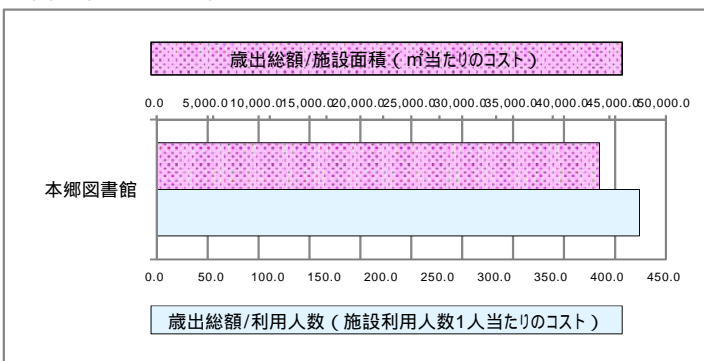 歳出総額/施設面積(㎡当たりのコスト)
0.0 5,000.0 10,000.0 15,000.0 20,000.0 25,000.0 30,000.0 35,000.0 40,000.0 45,000.0 50,000.0
本郷図書館
0.0 50.0 100.0 150.0 200.0 250.0 300.0 350.0 400.0 450.0
歳出総額/利用人数(施設利用人数1人当たりのコスト)